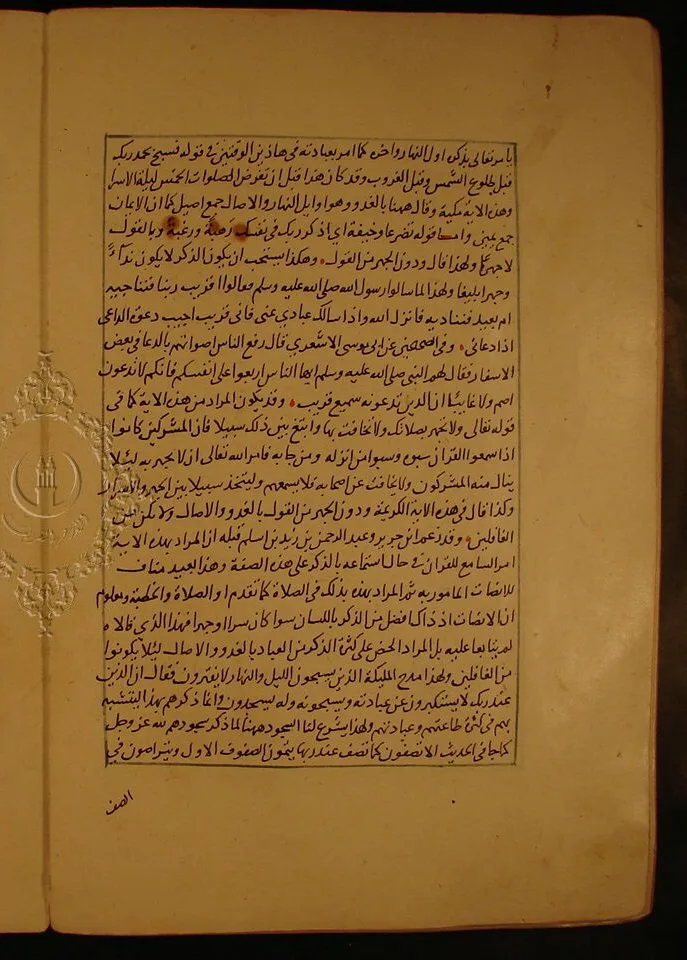 يامر تعالى بذكره اول النهار واخره كما امر بعبادته في هاذين الوقتين في قوله فسبح بحمد ربك
قبل طلوع الشمس وقبل الغروب وقد كان هذا قبل ان تفرض الصلوات الخمس ليلة الاسرا
وهذه الاية مكية وقال ههنا بالغدو وهو اوايل النهار والاصال جمع اصيل كما ان الايمان
جمع يمين واما قوله تضرعا وخيفة اي اذكر ربك في نفسك رهبة ورغبة وبالقول
لا جهرًا ولهذا قال ودون الجهر من القول وهكذا يستحب ان يكون الذكر لا يكون نداءً
وجهرا بليغا ولهذا لما سالوا رسول الله صلى الله عليه وسلم فقالوا اقريب ربنا فنناجيه
ام بعيد فنناديه فانزل الله واذا سالك عبادي عني فاني قريب اجيب دعوة الداعي
اذا دعاني وفي الصحيحين عن ابي موسى الاشعري قال رفع الناس اصواتهم بالدعا في بعض
الاسفار فقال لهم النبي صلى الله عليه وسلم ايها الناس اربعوا على انفسكم فانكم لا تدعون
اصم ولا غايبًا ان الذين تدعونه سميع قريب وقد يكون المراد من هذه الاية كما في
قوله تعالى ولا تجهر بصلاتك ولا تخافت بها وابتغ بين ذلك سبيلا فان المشركين كانوا
اذا سمعوا القرآن سبوه وسبوا من انزله ومن جا به فامر الله تعالى ان لا يجهر به ليلا
ينال منه المشركون ولا يخافت عن اصحابه فلا يسمعهم وليتخذ سبيلا بين الجهر والاسرار
وكذا قال في هذه الاية الكريمة ودون الجهر من القول بالغدو والاصال ولا تكن من
الغافلين وقد زعم ابن جرير وعبد الرحمن بن زيد بن اسلم قبله ان المراد بهذه الاية
امر السامع للقران في حال استماعه بالذكر على هذه الصفة وهذا بعيد مناف
للانصات المامور به ثم المراد بهذه بذلك في الصلاة كما تقدم او الصلاة والخطبة ومعلوم
ان الانصات اذ ذاك افضل من الذكر باللسان سوا كان سرا او جهرا فهذا الذي قالاه
لم يتابعا عليه بل المراد الحض على كثرة الذكر من العباد بالغدو والاصال ليلا يكونوا
من الغافلين ولهذا مدح المليكة الذين يسبحون الليل والنهار لا يفترون فقال ان الذين
عند ربك لا يستكبرون عن عبادته ويسبحونه وله يسجدون وانما ذكرهم بهذا ليتشبه
بهم في كثرة طاعتهم وعبادتهم ولهذا يشرع لنا السجود ههنا لما ذكر سجودهم لله عز وجل
كما جا في الحديث الا تصفون كما تصف عند ربها يتمون الصفوف الاول ويتراصون في
الصف